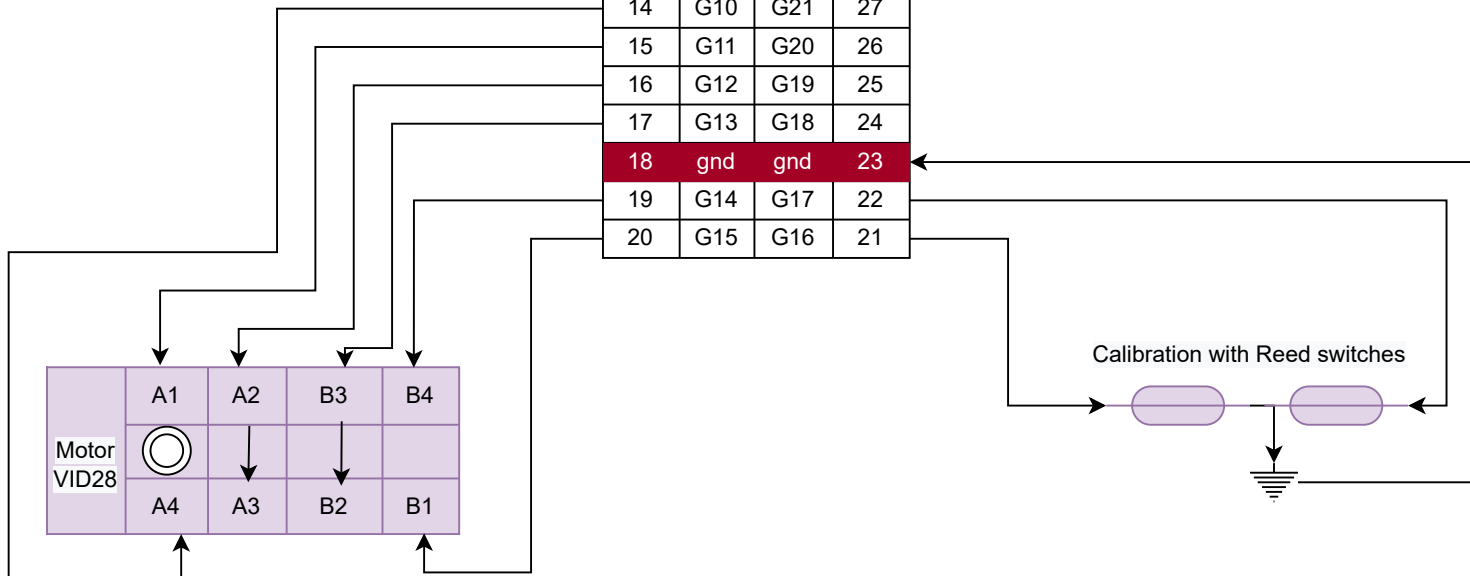 14 G10 G21 27
15 G11 G20 26
16 G12 G19 25
17 G13 G18 24
18 gnd gnd 23
19 G14 G17 22
20 G15 G16 21
Calibration with Reed switches
A1 A2 B3 B4
Motor
VID28
A4 A3 B2 B1